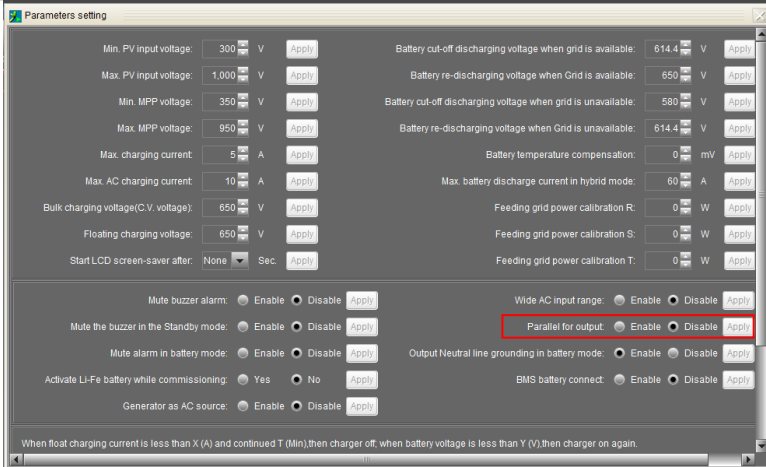 Parameters setting
Min. PV input voltage: 300 V Apply Battery cut-off discharging voltage when grid is available: 614.4 V Apply
Max. PV input voltage: 1,000 V Apply Battery re-discharging voltage when Grid is available: 650 V Apply
Min. MPP voltage: 350 V Apply Battery cut-off discharging voltage when grid is unavailable: 580 V Apply
Max. MPP voltage: 950 V Apply Battery re-discharging voltage when Grid is unavailable: 614.4 V Apply
Max. charging current: 5 A Apply Battery temperature compensation: 0 mV Apply
Max. AC charging current: 10 A Apply Max. battery discharge current in hybrid mode: 60 A Apply
Bulk charging voltage(C.V. voltage): 650 V Apply Feeding grid power calibration R: 0 W Apply
Floating charging voltage: 650 V Apply Feeding grid power calibration S: 0 W Apply
Start LCD screen-saver after: None Sec. Apply Feeding grid power calibration T: 0 W Apply
Mute buzzer alarm: Enable Disable Apply Wide AC input range: Enable Disable Apply
Mute the buzzer in the Standby mode: Enable Disable Apply Parallel for output: Enable Disable Apply
Mute alarm in battery mode: Enable Disable Apply Output Neutral line grounding in battery mode: Enable Disable Apply
Activate Li-Fe battery while commissioning: Yes No Apply BMS battery connect: Enable Disable Apply
Generator as AC source: Enable Disable Apply
When float charging current is less than X (A) and continued T (Min),then charger off, when battery voltage is less than Y (V),then charger on again.